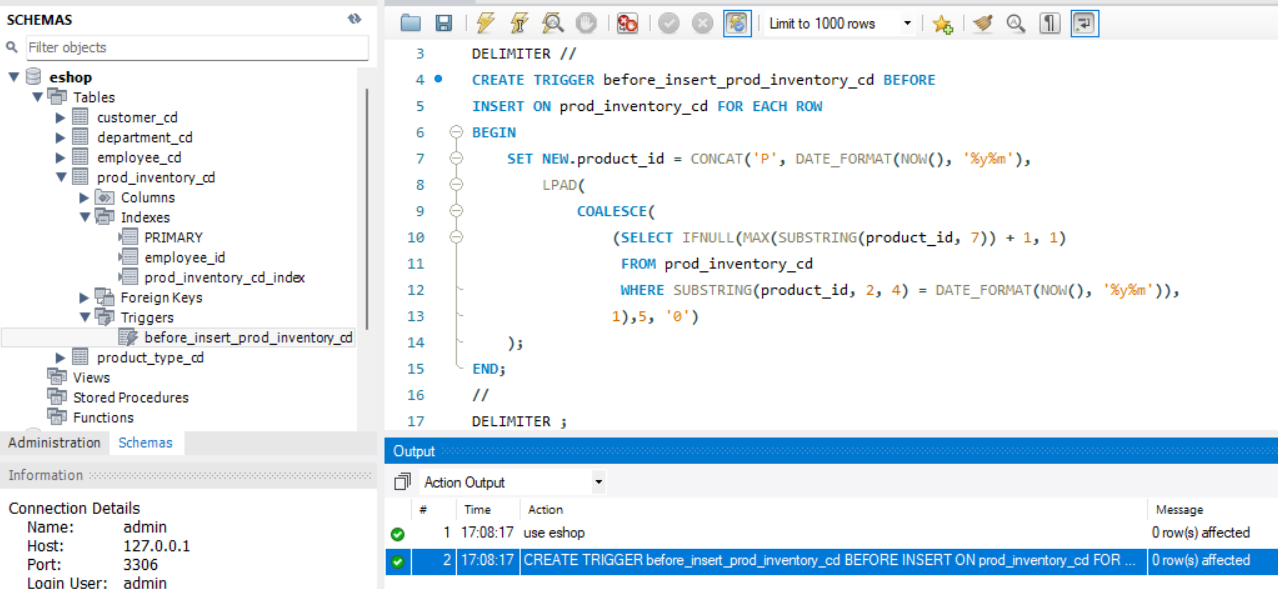 SCHEMAS
Filter objects
eshop
Tables
customer_cd
department_cd
employee_cd
prod_inventory_cd
Columns
Indexes
PRIMARY
employee_id
prod_inventory_cd_index
Foreign Keys
Triggers
before_insert_prod_inventory_cd
product_type_cd
Views
Stored Procedures
Functions
Administration Schemas
Information
Connection Details
Name: admin
Host: 127.0.0.1
Port: 3306
Login User: admin
Limit to 1000 rows
3 DELIMITER //
4 CREATE TRIGGER before_insert_prod_inventory_cd BEFORE
5 INSERT ON prod_inventory_cd FOR EACH ROW
6 BEGIN
7 SET NEW.product_id = CONCAT('P', DATE_FORMAT(NOW(), '%y%m'),
8 LPAD(
9 COALESCE(
10 (SELECT IFNULL(MAX(SUBSTRING(product_id, 7)) + 1, 1)
11 FROM prod_inventory_cd
12 WHERE SUBSTRING(product_id, 2, 4) = DATE_FORMAT(NOW(), '%y%m')),
13 1),5, '0')
14 );
15 END;
16 //
17 DELIMITER ;
Output
Action Output
# Time Action Message
1 17:08:17 use eshop 0 row(s) affected
2 17:08:17 CREATE TRIGGER before_insert_prod_inventory_cd BEFORE INSERT ON prod_inventory_cd FOR ... 0 row(s) affected